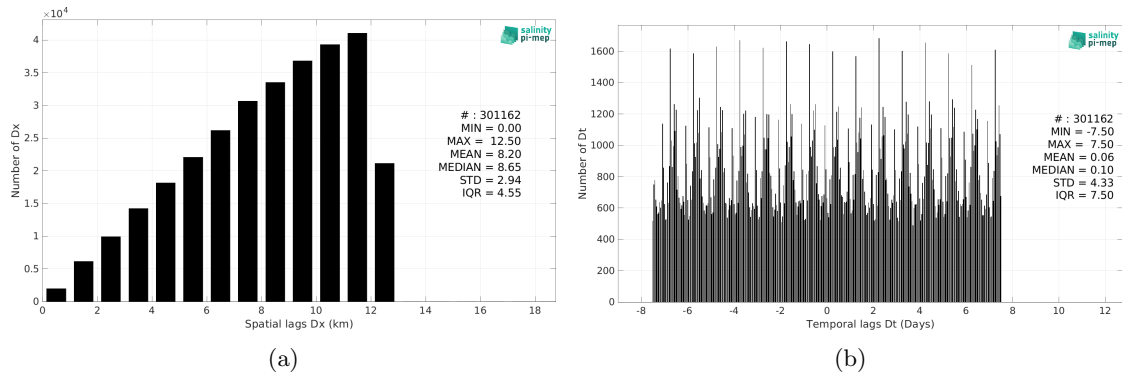 ×10⁴
4
3.5
3
2.5
2
1.5
1
0.5
0
Number of Dx
0 2 4 6 8 10 12 14 16 18
Spatial lags Dx (km)
salinity
pi-mep
# : 301162
MIN = 0.00
MAX = 12.50
MEAN = 8.20
MEDIAN = 8.65
STD = 2.94
IQR = 4.55
(a)
1600
1400
1200
1000
800
600
400
200
0
Number of Dt
-8 -6 -4 -2 0 2 4 6 8 10 12
Temporal lags Dt (Days)
salinity
pi-mep
# : 301162
MIN = -7.50
MAX = 7.50
MEAN = 0.06
MEDIAN = 0.10
STD = 4.33
IQR = 7.50
(b)